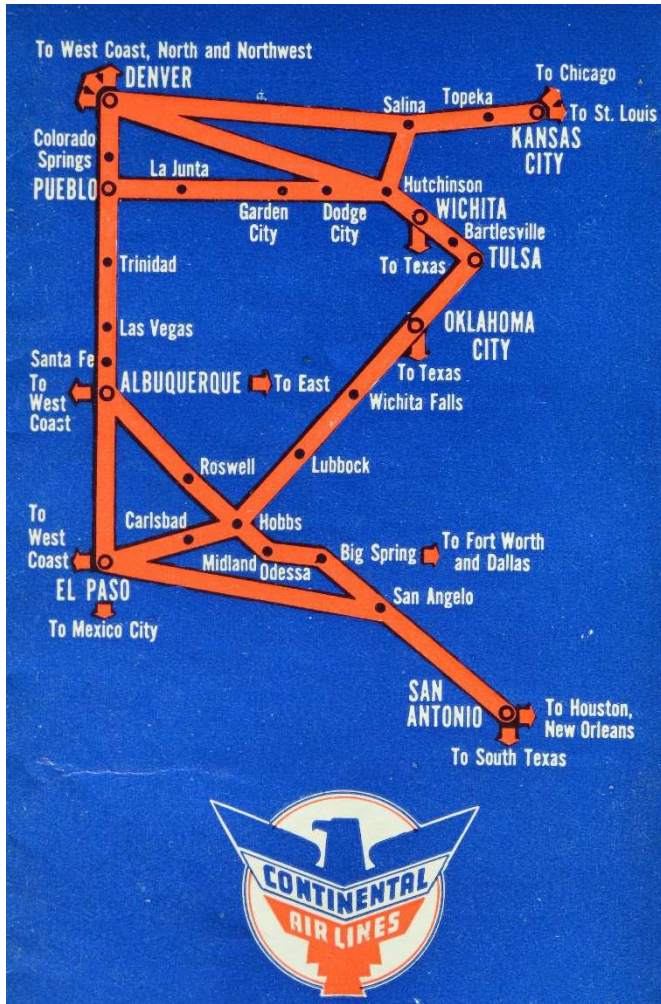 To West Coast, North and Northwest
DENVER
To Chicago
Topeka
Salina
To St. Louis
KANSAS
CITY
Colorado
Springs
La Junta
PUEBLO
Hutchinson
Garden
City
Dodge
City
WICHITA
Bartlesville
To Texas
TULSA
Trinidad
Las Vegas
OKLAHOMA
CITY
Santa Fe
To Texas
To
West
Coast
ALBUQUERQUE
To East
Wichita Falls
Roswell
Lubbock
To
West
Coast
Carlsbad
Hobbs
Midland
Odessa
Big Spring
To Fort Worth
and Dallas
EL PASO
San Angelo
To Mexico City
SAN
ANTONIO
To Houston,
New Orleans
To South Texas
CONTINENTAL
AIR LINES